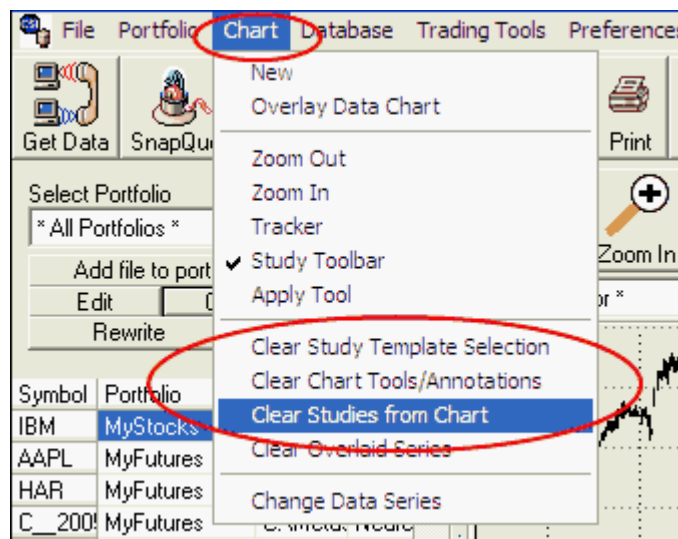 File Portfolio Chart Database Trading Tools Preferences
Get Data SnapQu Print
New
Overlay Data Chart
Zoom Out
Zoom In
Tracker
Study Toolbar
Apply Tool
Clear Study Template Selection
Clear Chart Tools/Annotations
Clear Studies from Chart
Clear Overlaid Series
Change Data Series
Select Portfolio
* All Portfolios *
Zoom In
Add file to port
Edit
or *
Rewrite
Symbol Portfolio
IBM MyStocks
AAPL MyFutures
HAR MyFutures
C__200 MyFutures